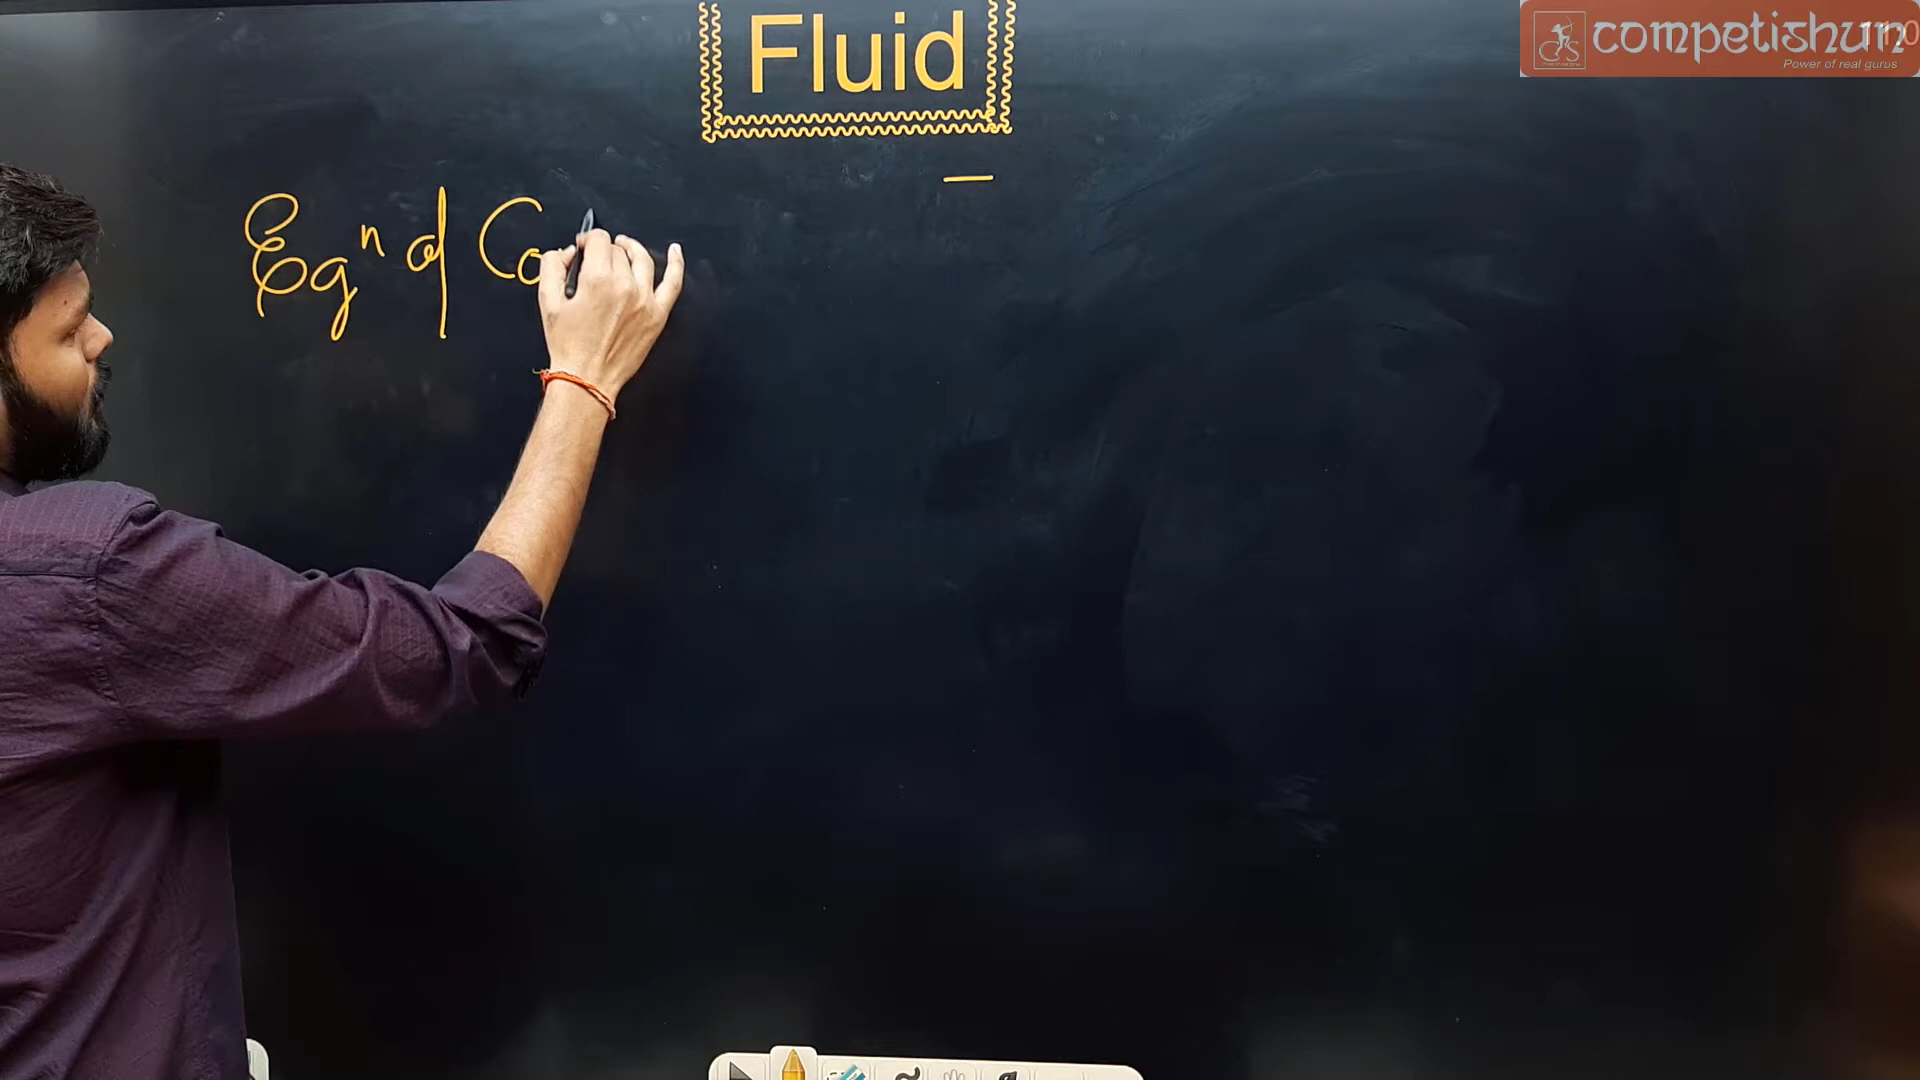 Fluid
competishun
Power of real gurus
Eqⁿ of Co